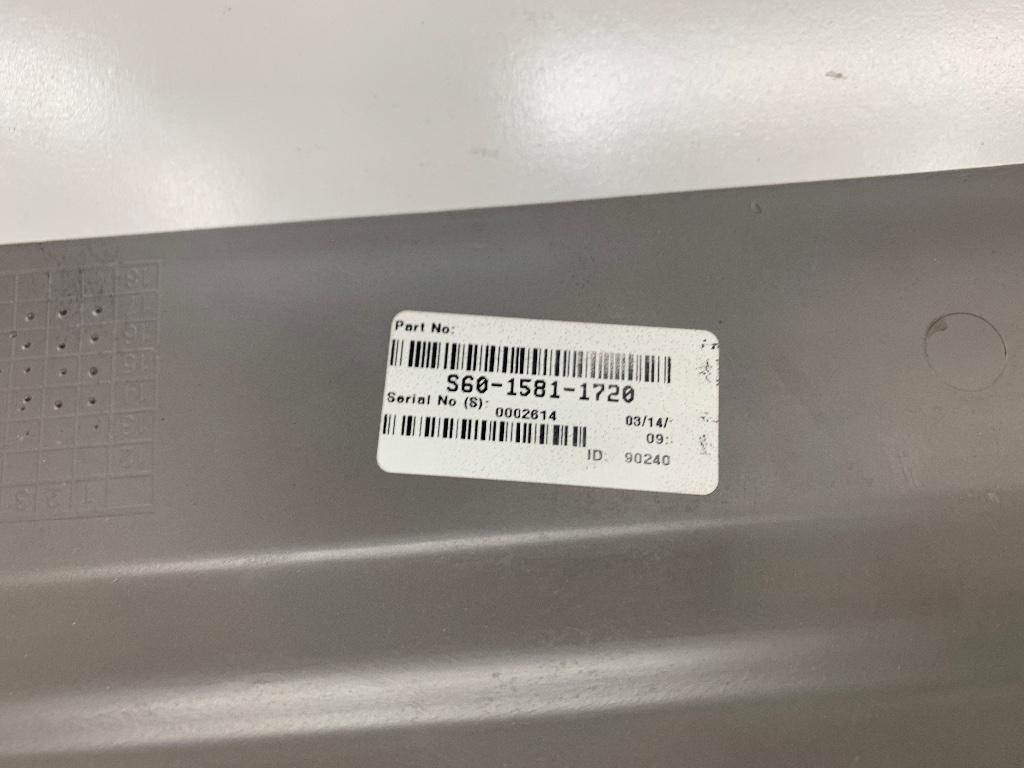 Part No:
S60-1581-1720
Serial No (S):
0002614
03/14/
09:
ID: 90240